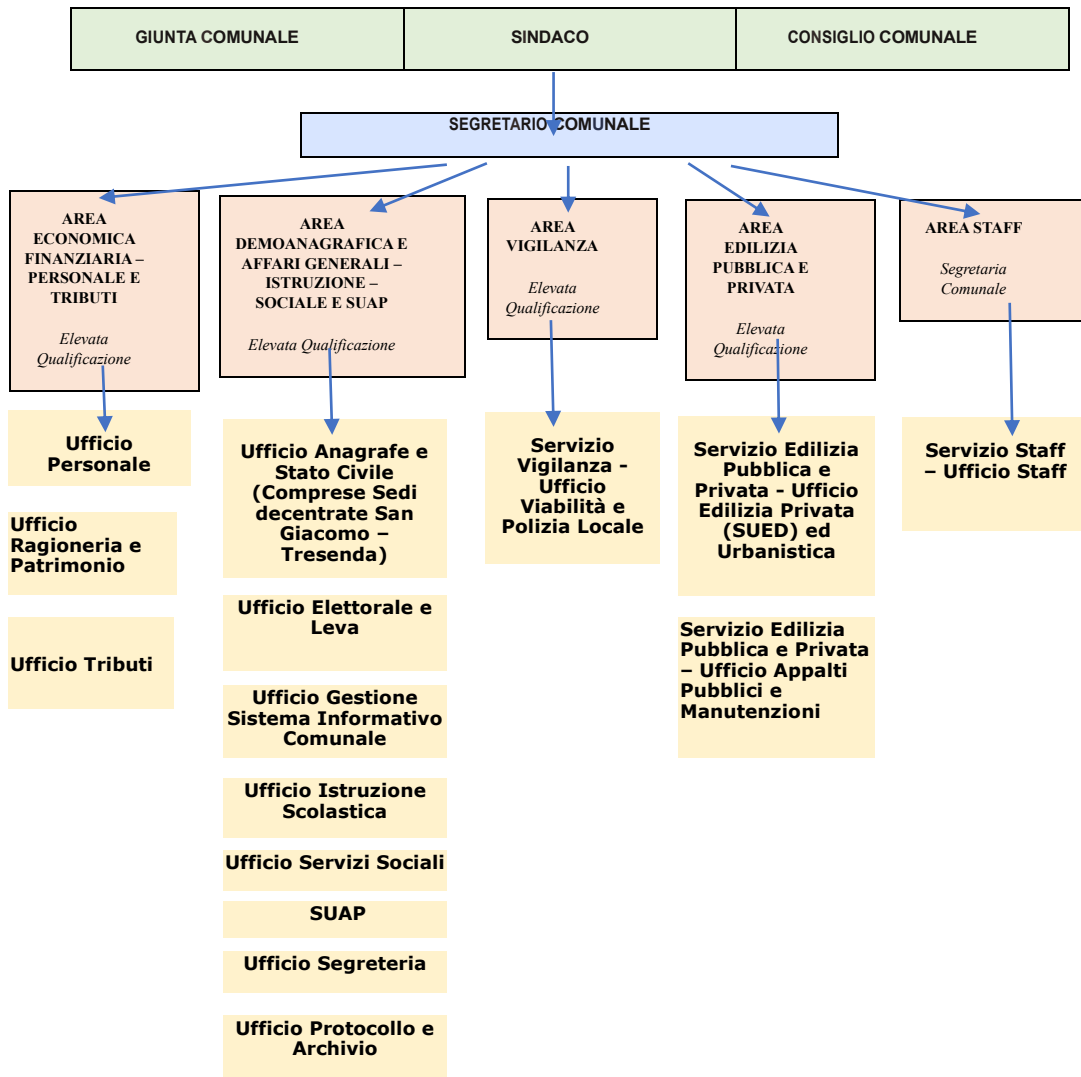 GIUNTA COMUNALE
SINDACO
CONSIGLIO COMUNALE
SEGRETARIO COMUNALE
AREA
ECONOMICA
FINANZIARIA –
PERSONALE E
TRIBUTI
Elevata
Qualificazione
AREA
DEMOANAGRAFICA E
AFFARI GENERALI –
ISTRUZIONE –
SOCIALE E SUAP
Elevata Qualificazione
AREA
VIGILANZA
Elevata
Qualificazione
AREA
EDILIZIA
PUBBLICA E
PRIVATA
Elevata
Qualificazione
AREA STAFF
Segretaria
Comunale
Ufficio
Personale
Ufficio
Ragioneria e
Patrimonio
Ufficio Tributi
Ufficio Anagrafe e
Stato Civile
(Comprese Sedi
decentrate San
Giacomo –
Tresenda)
Ufficio Elettorale e
Leva
Ufficio Gestione
Sistema Informativo
Comunale
Ufficio Istruzione
Scolastica
Ufficio Servizi Sociali
SUAP
Ufficio Segreteria
Ufficio Protocollo e
Archivio
Servizio
Vigilanza -
Ufficio
Viabilità e
Polizia Locale
Servizio Edilizia
Pubblica e
Privata - Ufficio
Edilizia Privata
(SUED) ed
Urbanistica
Servizio Edilizia
Pubblica e Privata
– Ufficio Appalti
Pubblici e
Manutenzioni
Servizio Staff
– Ufficio Staff